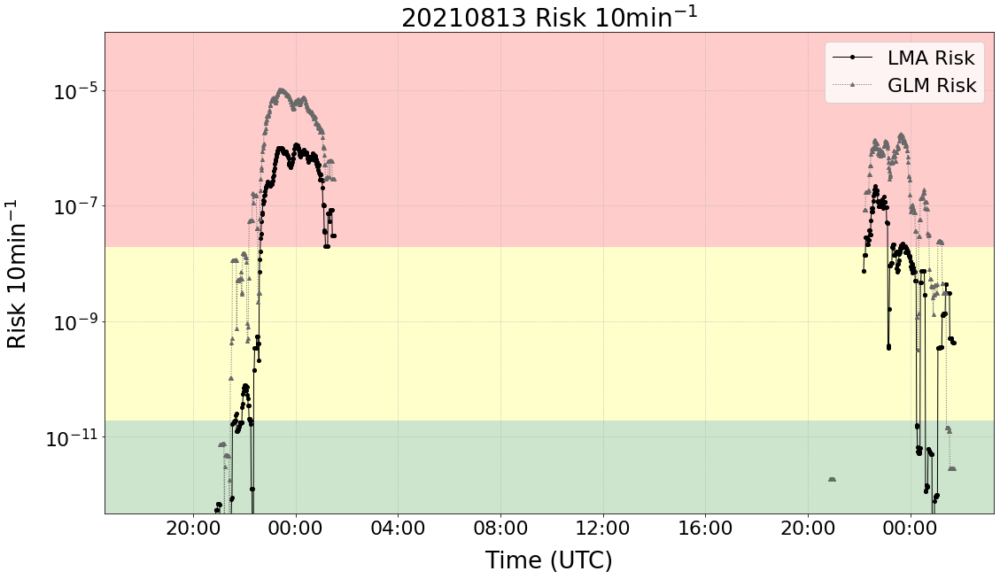 20210813 Risk 10min⁻¹
LMA Risk
GLM Risk
Risk 10min⁻¹
10⁻⁵
10⁻⁷
10⁻⁹
10⁻¹¹
20:00 00:00 04:00 08:00 12:00 16:00 20:00 00:00
Time (UTC)